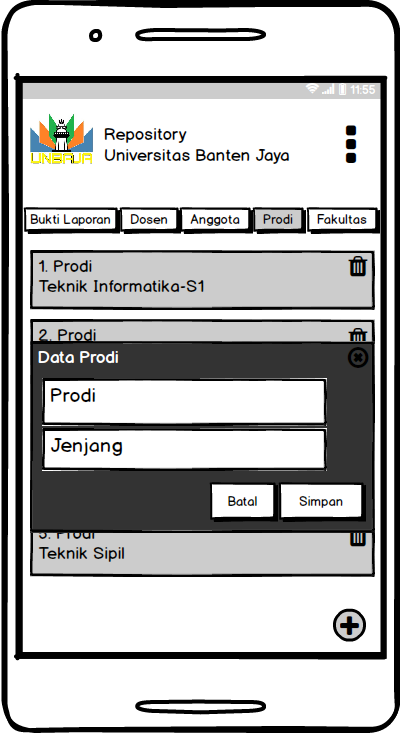 11:55
UNBAJA
Repository
Universitas Banten Jaya
Bukti Laporan
Dosen
Anggota
Prodi
Fakultas
1. Prodi
Teknik Informatika-S1
2. Prodi
Data Prodi
Prodi
Jenjang
Batal
Simpan
Prodi
Teknik Sipil